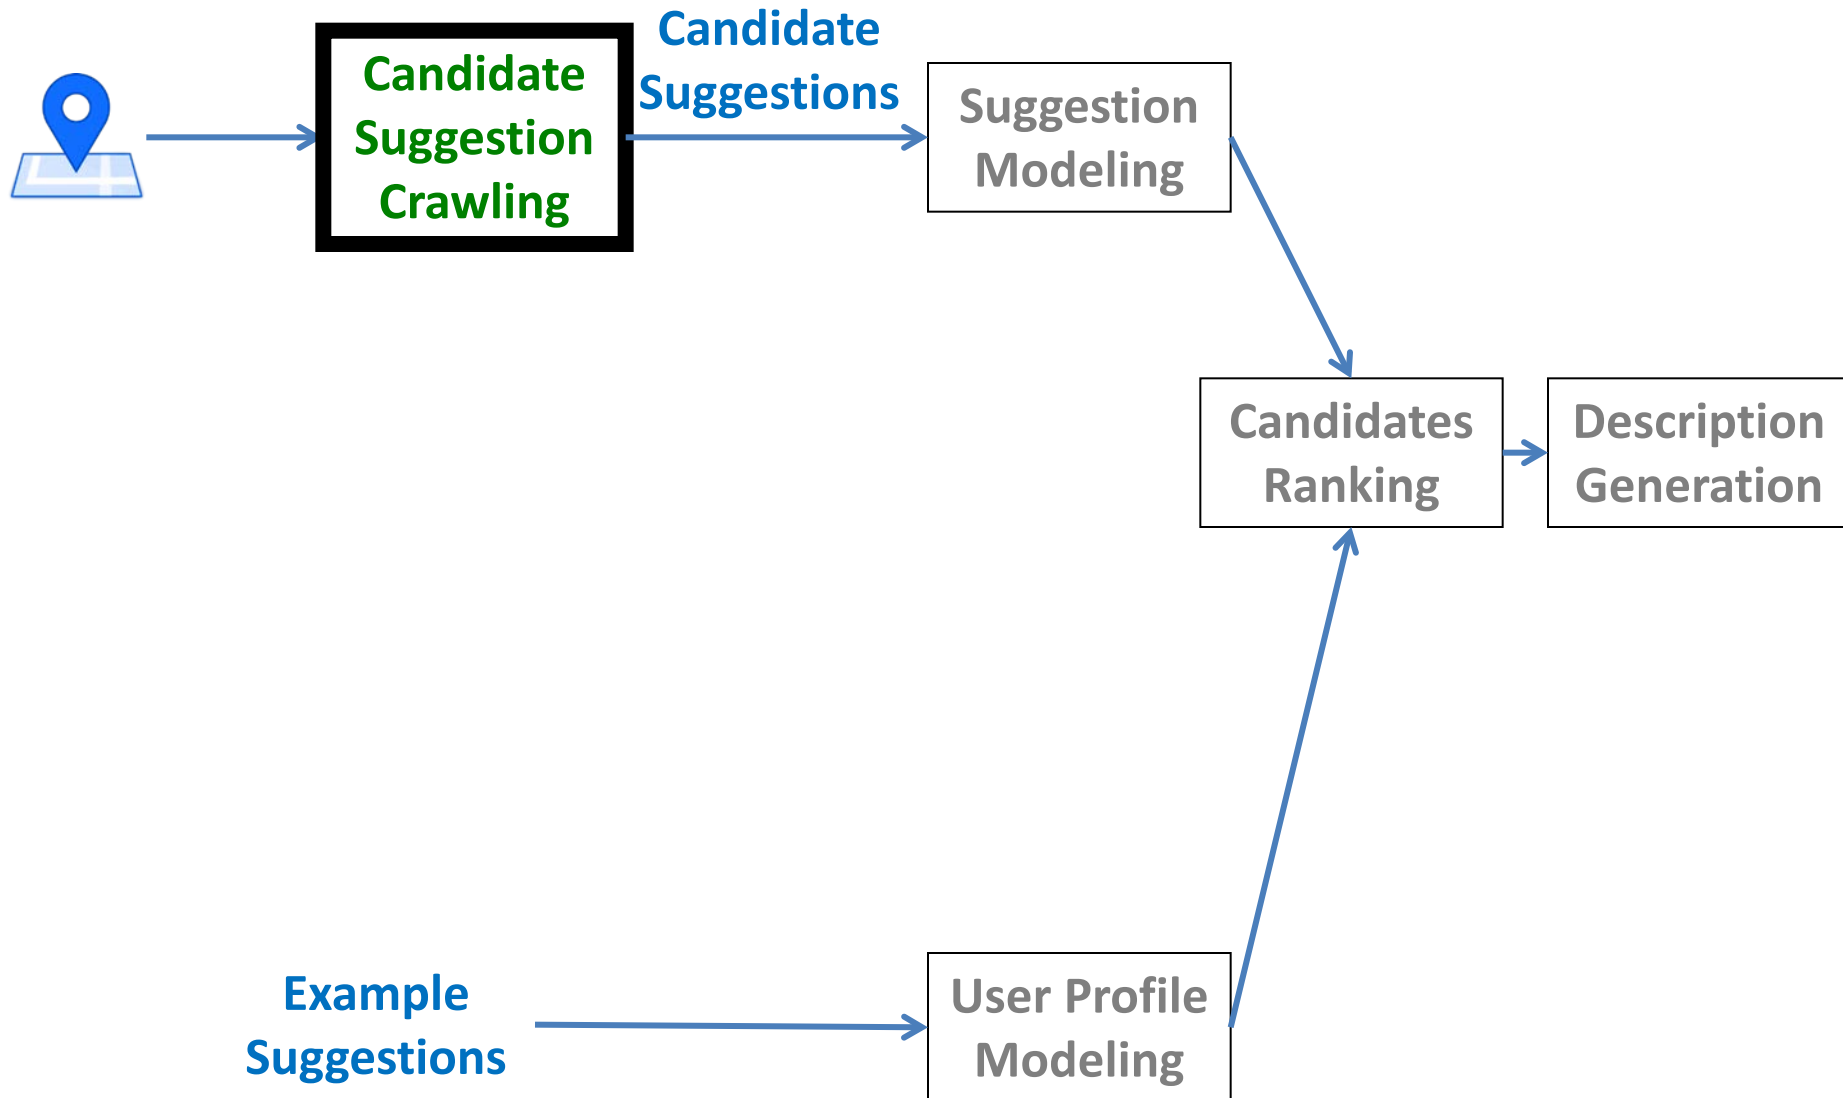 Candidate
Suggestion
Crawling
Candidate
Suggestions
Suggestion
Modeling
Candidates
Ranking
Description
Generation
Example
Suggestions
User Profile
Modeling